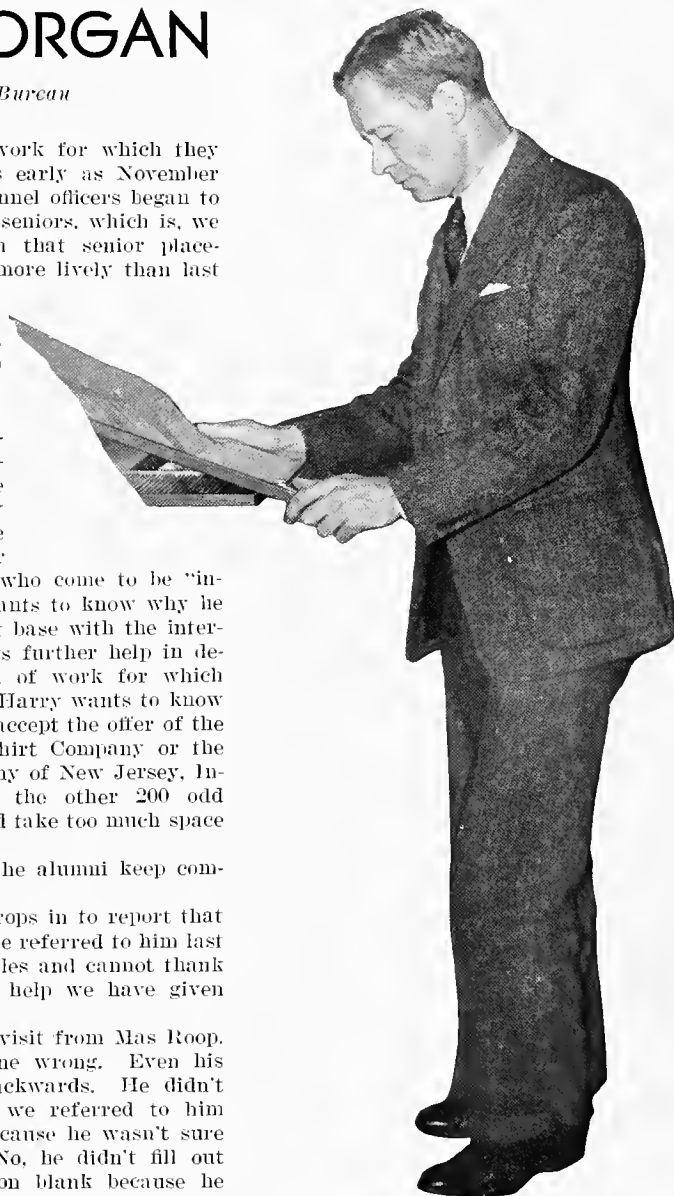 ORGAN
Bureau
work for which they
s early as November
nnel officers began to
seniors, which is, we
n that senior place-
more lively than last
e
r
who come to be "in-
ants to know why he
t base with the inter-
s further help in de-
of work for which
Harry wants to know
accept the offer of the
hirt Company or the
ny of New Jersey, In-
the other 200 odd
d take too much space
he alumni keep com-
rops in to report that
e referred to him last
les and cannot thank
help we have given
visit from Mas Roop.
ne wrong. Even his
ackwards. He didn't
we referred to him
cause he wasn't sure
No, he didn't fill out
on blank because he